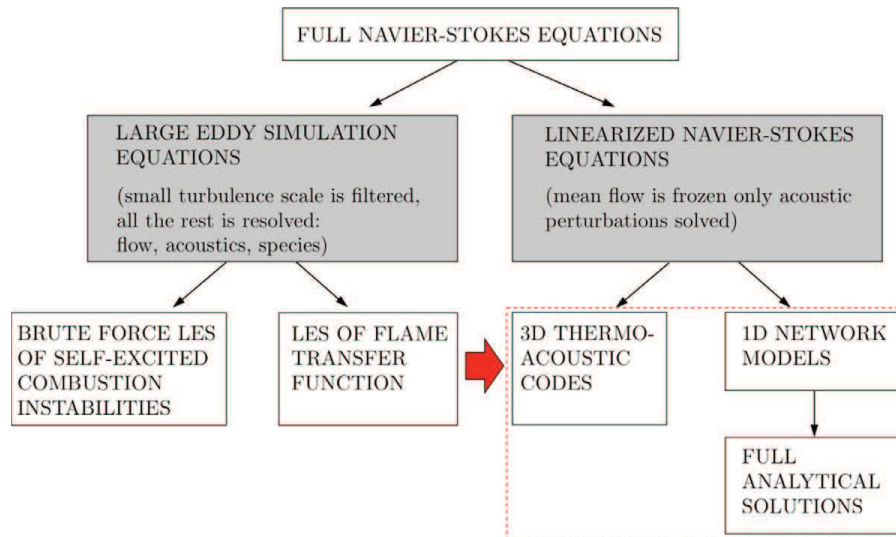 FULL NAVIER-STOKES EQUATIONS
LARGE EDDY SIMULATION
EQUATIONS
(small turbulence scale is filtered,
all the rest is resolved:
flow, acoustics, species)
LINEARIZED NAVIER-STOKES
EQUATIONS
(mean flow is frozen only acoustic
perturbations solved)
BRUTE FORCE LES
OF SELF-EXCITED
COMBUSTION
INSTABILITIES
LES OF FLAME
TRANSFER
FUNCTION
3D THERMO-
ACOUSTIC
CODES
1D NETWORK
MODELS
FULL
ANALYTICAL
SOLUTIONS